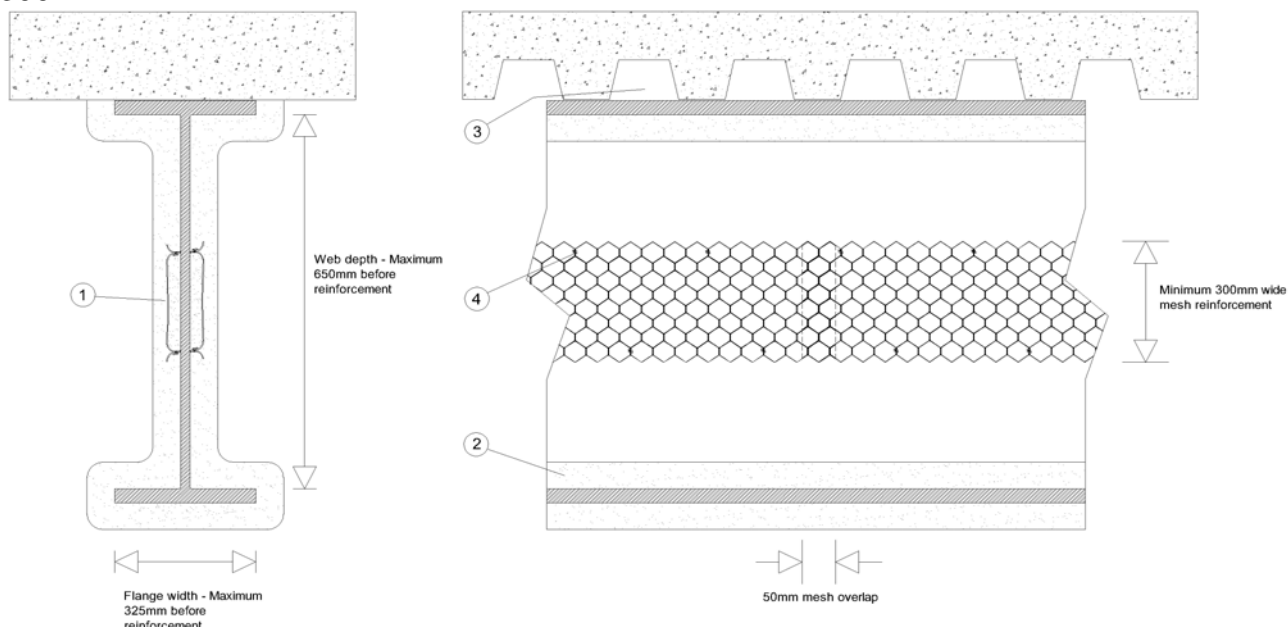 3
Web depth - Maximum
650mm before
reinforcement
1
4
Minimum 300mm wide
mesh reinforcement
2
Flange width - Maximum
325mm before
reinforcement
50mm mesh overlap